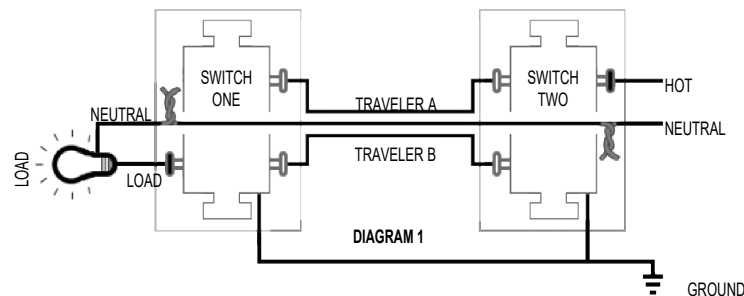 SWITCH
ONE
SWITCH
TWO
HOT
TRAVELER A
NEUTRAL
NEUTRAL
LOAD
LOAD
TRAVELER B
DIAGRAM 1
GROUND